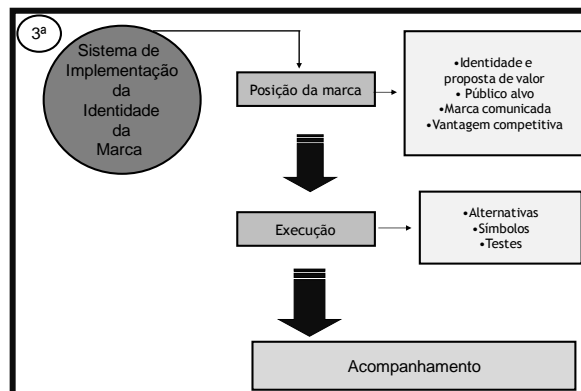 3ª
Sistema de
Implementação
da
Identidade
da
Marca
Posição da marca
•Identidade e
proposta de valor
• Público alvo
•Marca comunicada
•Vantagem competitiva
Execução
•Alternativas
•Símbolos
•Testes
Acompanhamento